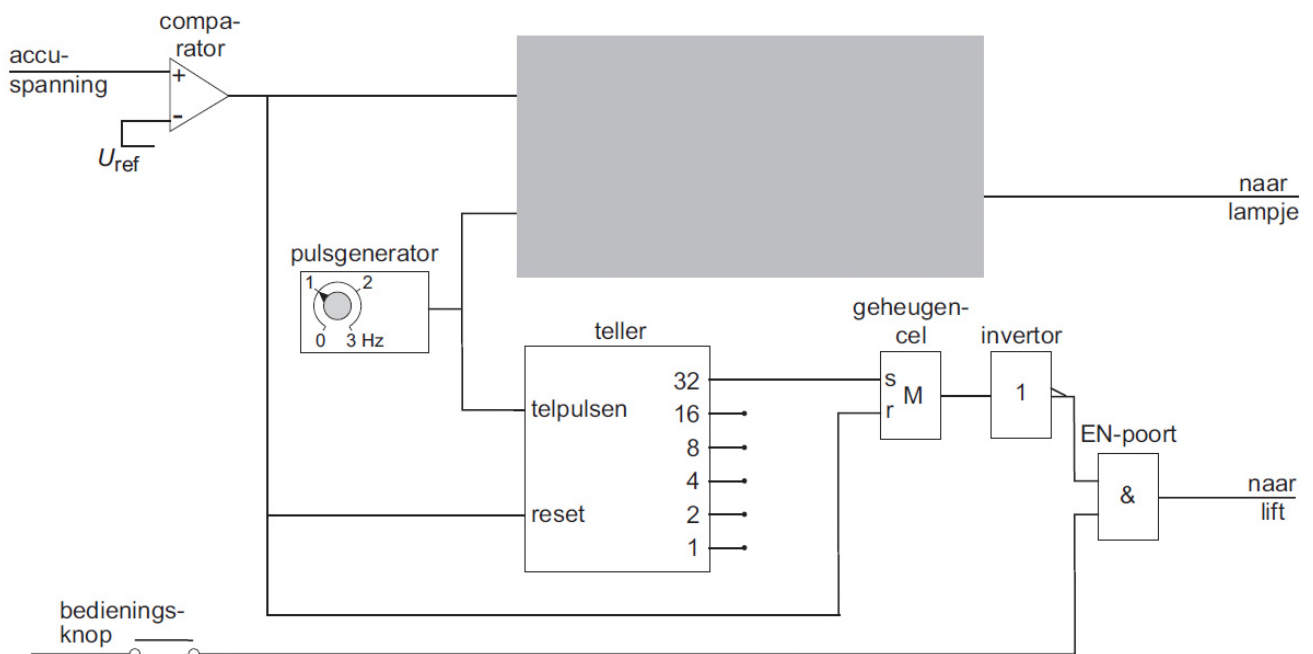 compa-
rator
accu-
spanning
+
-
Uref
naar
lampje
pulsgenerator
1
2
0
3 Hz
teller
32
16
8
4
2
1
telpulsen
reset
geheugen-
cel
s
M
r
invertor
1
EN-poort
&
naar
lift
bedienings-
knop